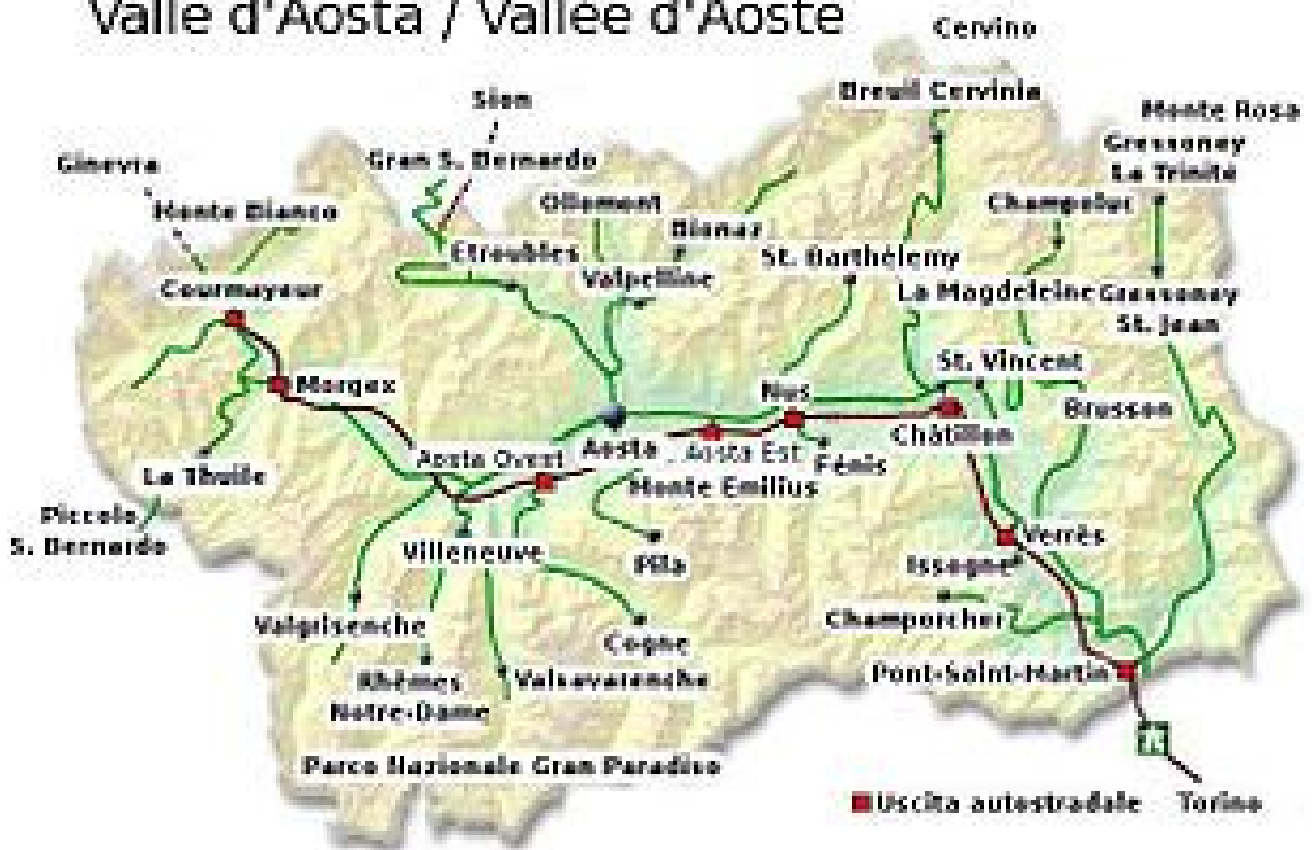 Valle d'Aosta / Vallée d'Aoste
Cervino
Breuil Cervinia
Sion
Monte Rosa
Gressoney
La Trinité
Ginevra
Gran S. Bernardo
Monte Bianco
Ollomont
Champoluc
Bionaz
Etroubles
St. Barthélemy
Valpelline
Courmayeur
La Magdeleine
Gressoney
St. Jean
St. Vincent
Morgex
Nus
Brusson
Châtillon
Aosta
Aosta Est
Aosta Ovest
Fénis
La Thuile
Monte Emilius
Piccolo
S. Bernardo
Verrès
Villeneuve
Pila
Issogne
Champorcher
Valgrisenche
Cogne
Pont-Saint-Martin
Rhêmes
Notre-Dame
Valsavarenche
Parco Nazionale Gran Paradiso
Uscita autostradale
Torino